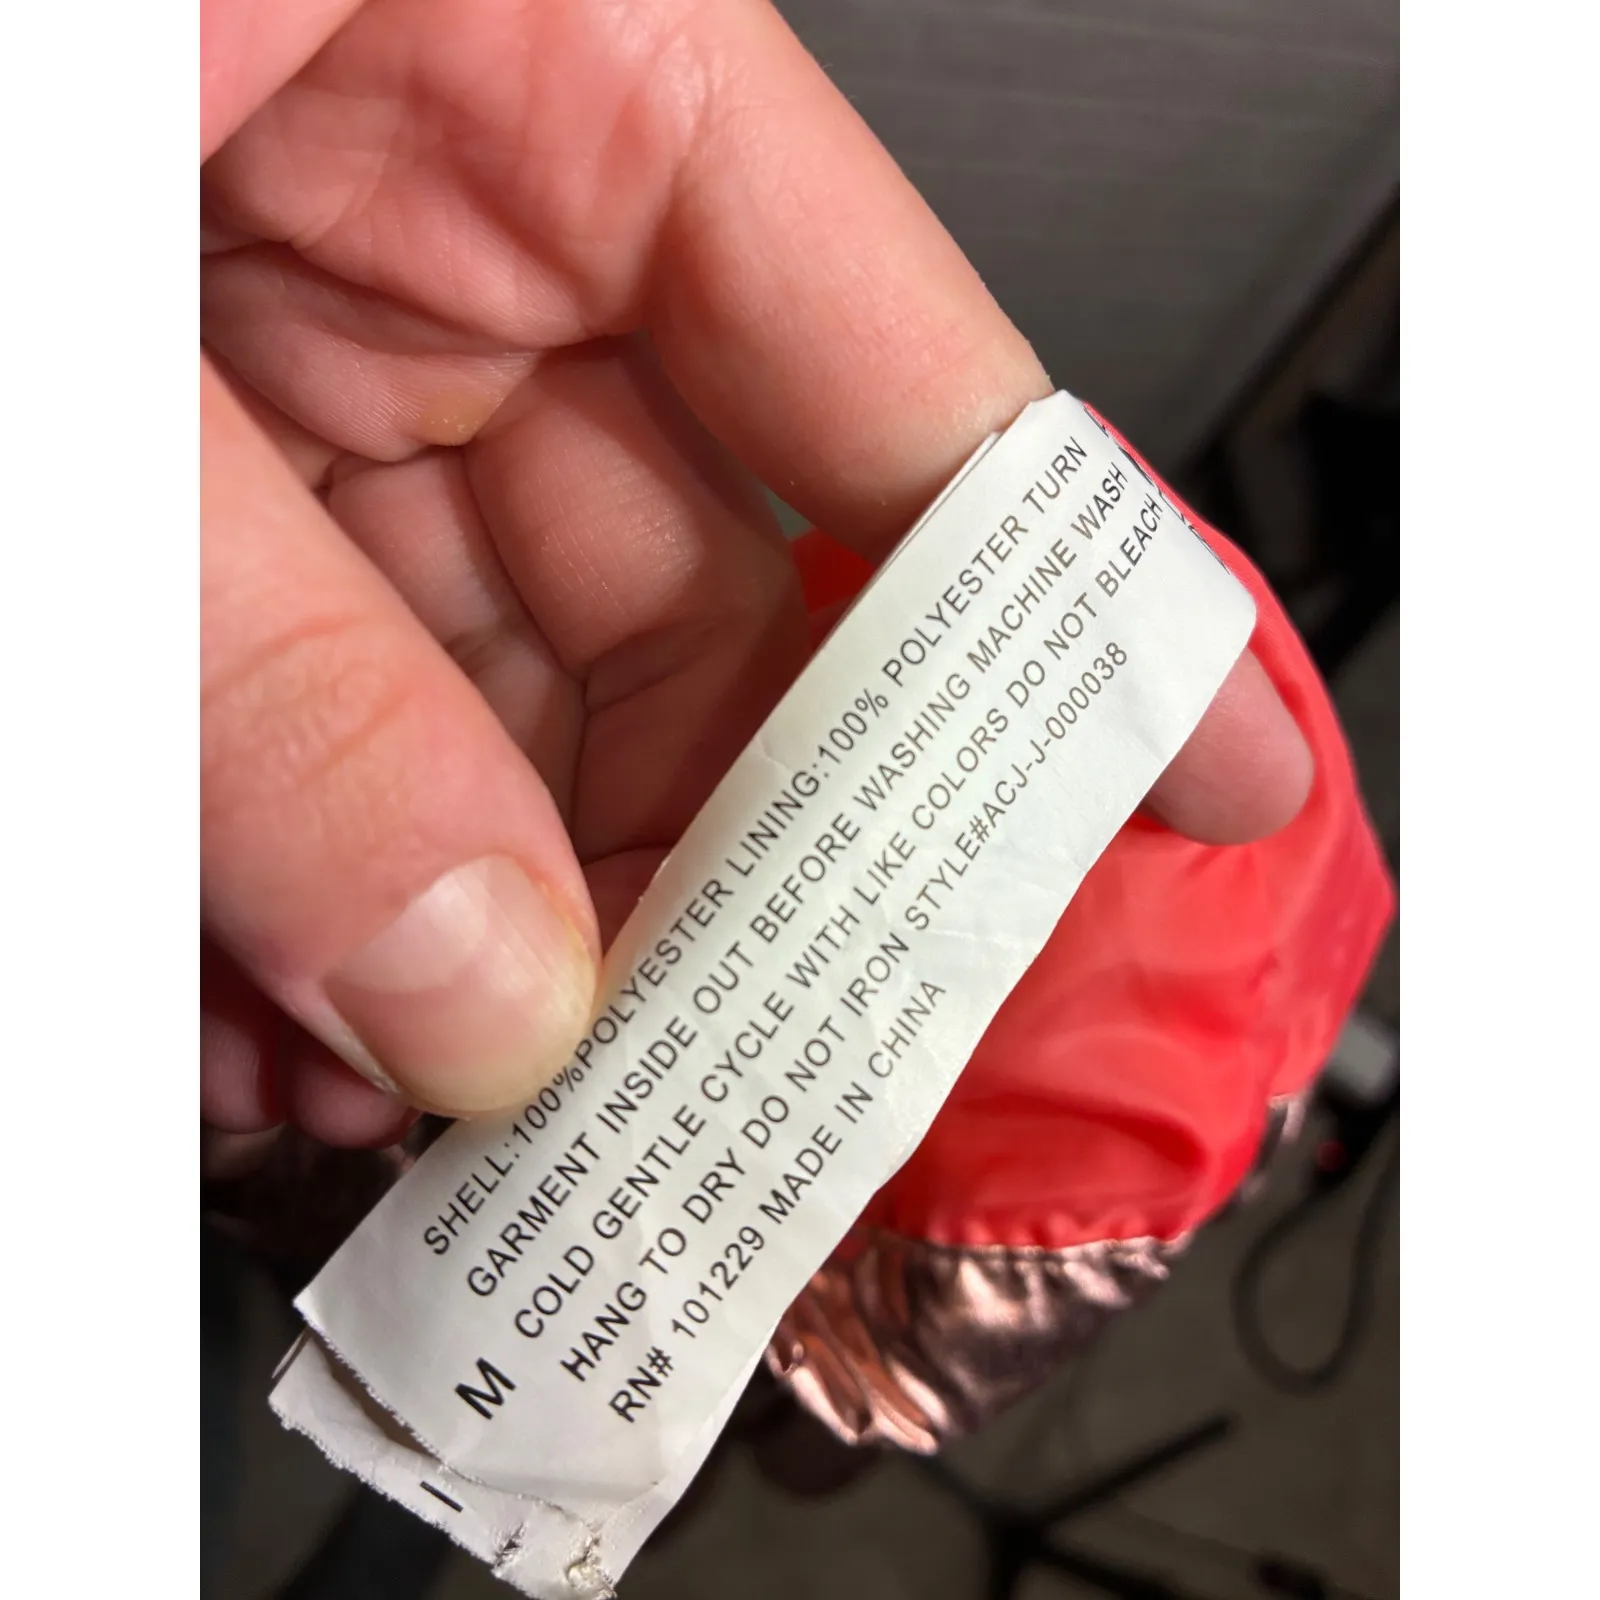 SHELL:100%POLYESTER LINING:100% POLYESTER TURN
GARMENT INSIDE OUT BEFORE WASHING MACHINE WASH
COLD GENTLE CYCLE WITH LIKE COLORS DO NOT BLEACH
HANG TO DRY DO NOT IRON STYLE#ACJ-J-000038
RN# 101229 MADE IN CHINA
M